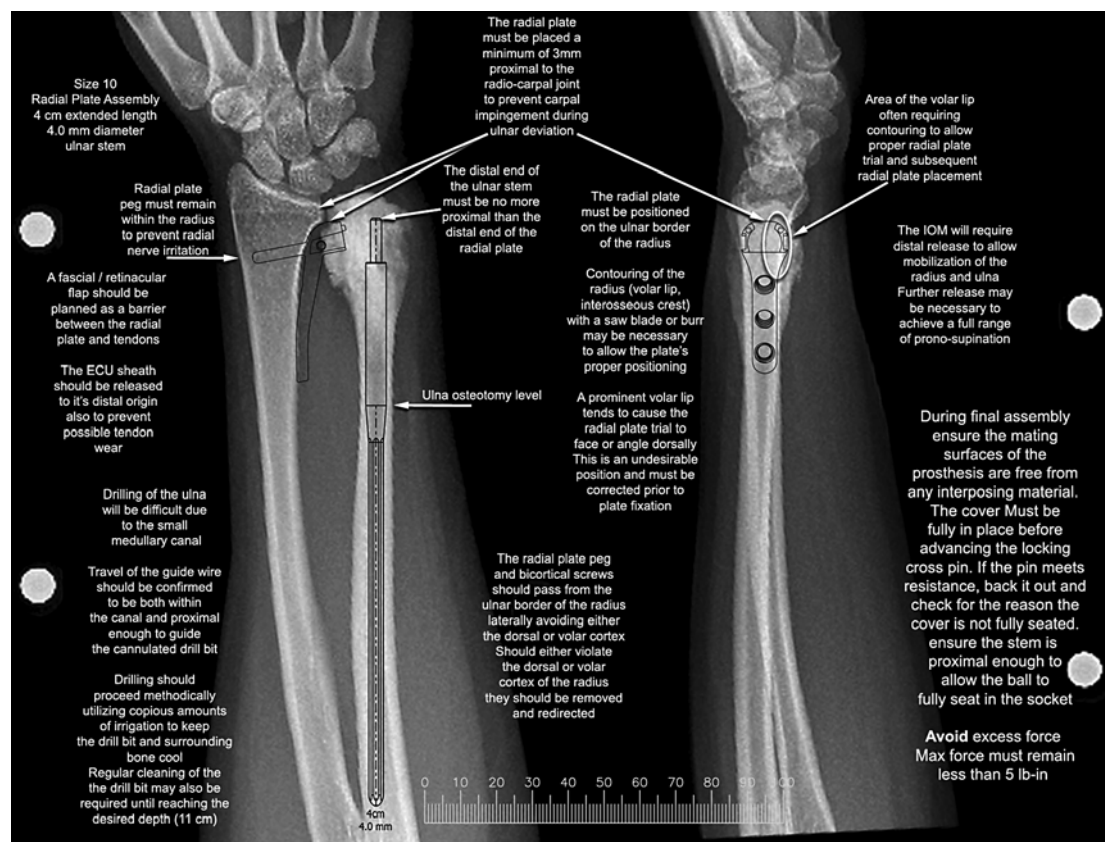 Size 10
Radial Plate Assembly
4 cm extended length
4.0 mm diameter
ulnar stem
Radial plate
peg must remain
within the radius
to prevent radial
nerve irritation
A fascial / retinacular
flap should be
planned as a barrier
between the radial
plate and tendons
The ECU sheath
should be released
to it's distal origin
also to prevent
possible tendon
wear
Drilling of the ulna
will be difficult due
to the small
medullary canal
Travel of the guide wire
should be confirmed
to be both within
the canal and proximal
enough to guide
the cannulated drill bit
Drilling should
proceed methodically
utilizing copious amounts
of irrigation to keep
the drill bit and surrounding
bone cool
Regular cleaning of the
the drill bit may also be
required until reaching the
desired depth (11 cm)
The radial plate
must be placed a
minimum of 3mm
proximal to the
radio-carpal joint
to prevent carpal
impingement during
ulnar deviation
The distal end of
the ulnar stem
must be no more
proximal than the
distal end of the
radial plate
Ulna osteotomy level
The radial plate peg
and bicortical screws
should pass from the
ulnar border of the radius
laterally avoiding either
the dorsal or volar cortex
Should either violate
the dorsal or volar
cortex of the radius
they should be removed
and redirected
4cm
4.0 mm
0 10 20 30 40 50 60 70 80 90 100
The radial plate
must be positioned
on the ulnar border
of the radius
Contouring of the
radius (volar lip,
interosseous crest)
with a saw blade or burr
may be necessary
to allow the plate's
proper positioning
A prominent volar lip
tends to cause the
radial plate trial to
face or angle dorsally
This is an undesirable
position and must be
corrected prior to
plate fixation
Area of the volar lip
often requiring
contouring to allow
proper radial plate
trial and subsequent
radial plate placement
The IOM will require
distal release to allow
mobilization of the
radius and ulna
Further release may
be necessary to
achieve a full range
of prono-supination
During final assembly
ensure the mating
surfaces of the
prosthesis are free from
any interposing material.
The cover Must be
fully in place before
advancing the locking
cross pin. If the pin meets
resistance, back it out and
check for the reason the
cover is not fully seated.
ensure the stem is
proximal enough to
allow the ball to
fully seat in the socket
Avoid excess force
Max force must remain
less than 5 lb-in